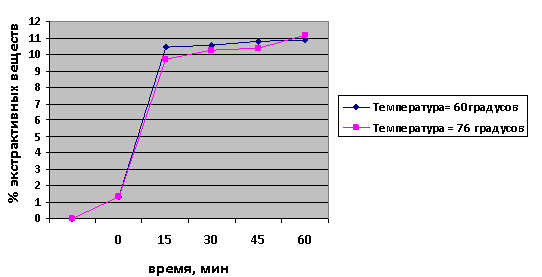 % экстрактивных веществ
12
11
10
9
8
7
6
5
4
3
2
1
0
0 15 30 45 60
время, мин
Температура= 60градусов
Температура = 76 градусов